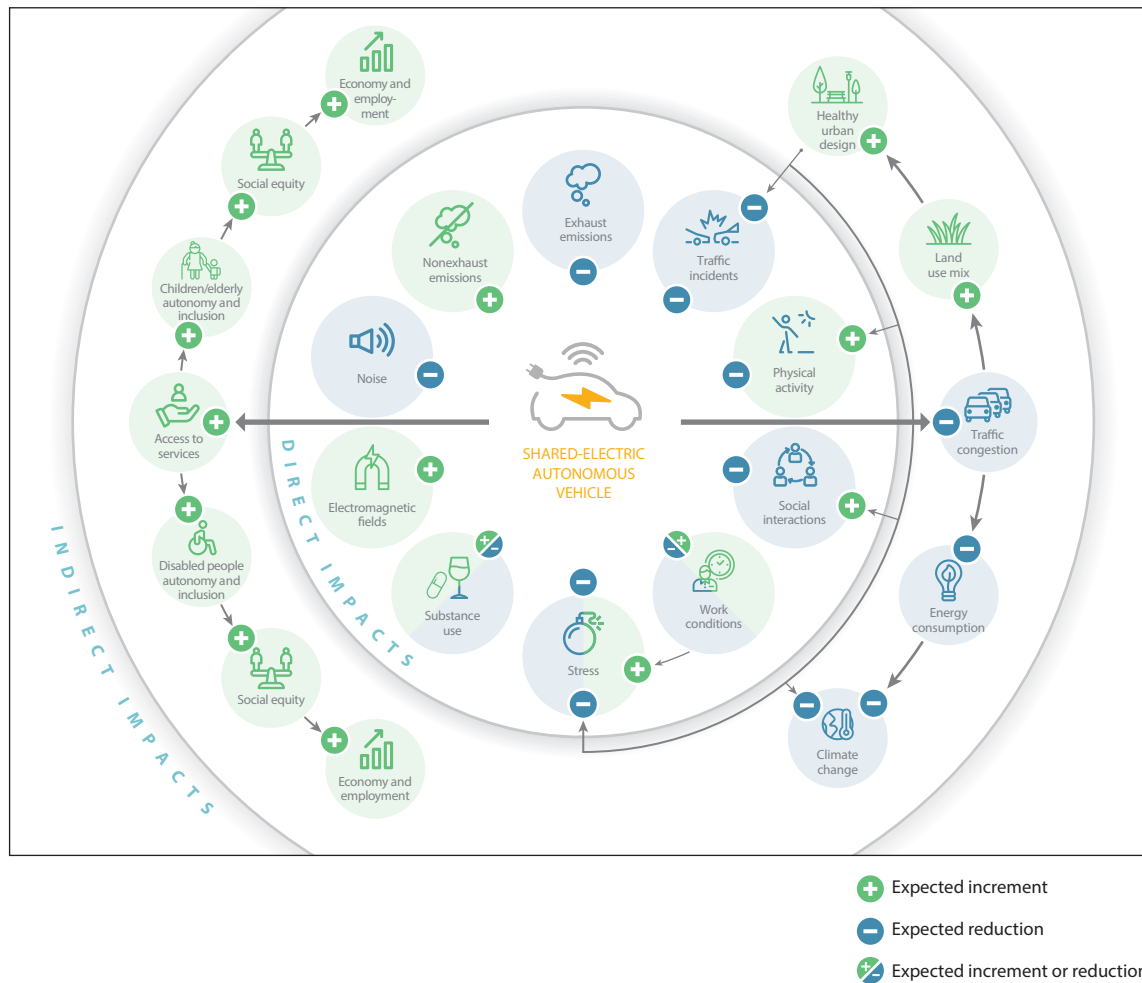 Economy and
employ-
ment
Social equity
Children/elderly
autonomy and
inclusion
Access to
services
Disabled people
autonomy and
inclusion
Social equity
Economy and
employment
INDIRECT IMPACTS
DIRECT IMPACTS
Exhaust
emissions
Nonexhaust
emissions
Noise
Electromagnetic
fields
Substance
use
Stress
Work
conditions
Social
interactions
Physical
activity
Traffic
incidents
SHARED-ELECTRIC
AUTONOMOUS
VEHICLE
Healthy
urban
design
Land
use mix
Traffic
congestion
Energy
consumption
Climate
change
Expected increment
Expected reduction
Expected increment or reduction